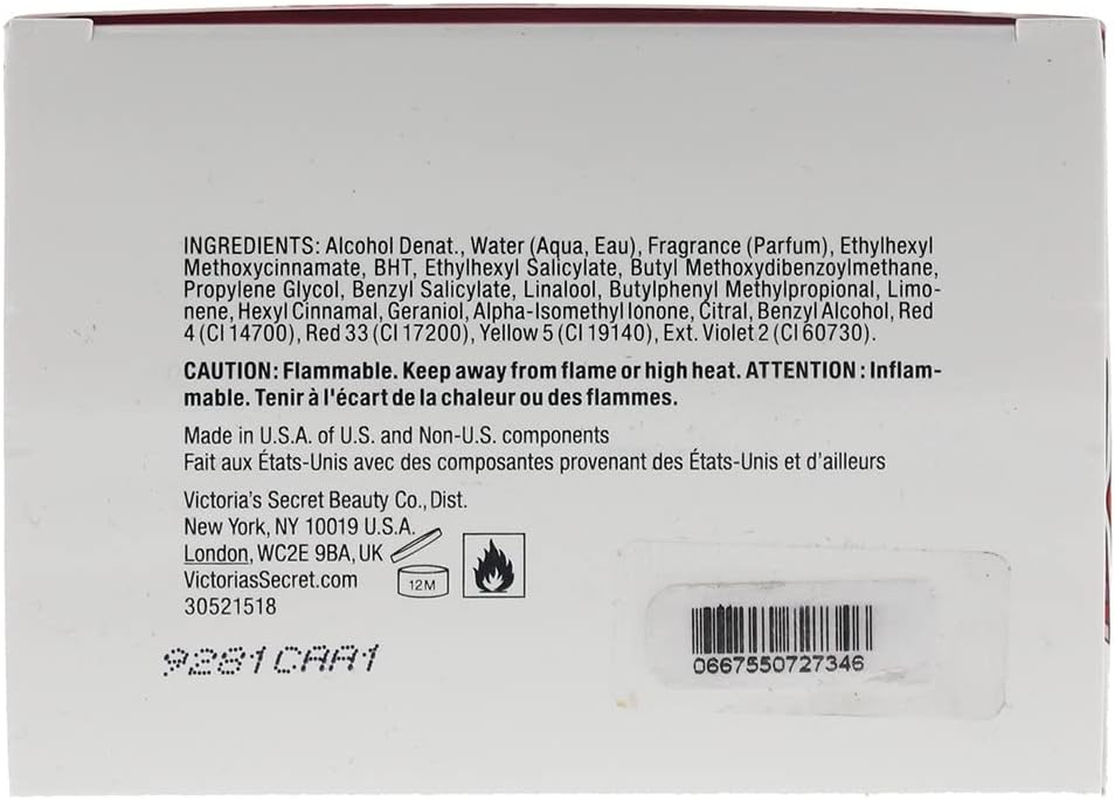 INGREDIENTS: Alcohol Denat., Water (Aqua, Eau), Fragrance (Parfum), Ethylhexyl
Methoxycinnamate, BHT, Ethylhexyl Salicylate, Butyl Methoxydibenzoylmethane,
Propylene Glycol, Benzyl Salicylate, Linalool, Butylphenyl Methylpropional, Limo-
nene, Hexyl Cinnamal, Geraniol, Alpha-Isomethyl Ionone, Citral, Benzyl Alcohol, Red
4 (CI 14700), Red 33 (CI 17200), Yellow 5 (CI 19140), Ext. Violet 2 (CI 60730).
CAUTION: Flammable. Keep away from flame or high heat. ATTENTION : Inflam-
mable. Tenir à l'écart de la chaleur ou des flammes.
Made in U.S.A. of U.S. and Non-U.S. components
Fait aux États-Unis avec des composantes provenant des États-Unis et d'ailleurs
Victoria's Secret Beauty Co., Dist.
New York, NY 10019 U.S.A.
London, WC2E 9BA, UK
VictoriasSecret.com
12M
30521518
9281CAA1
0667550727346